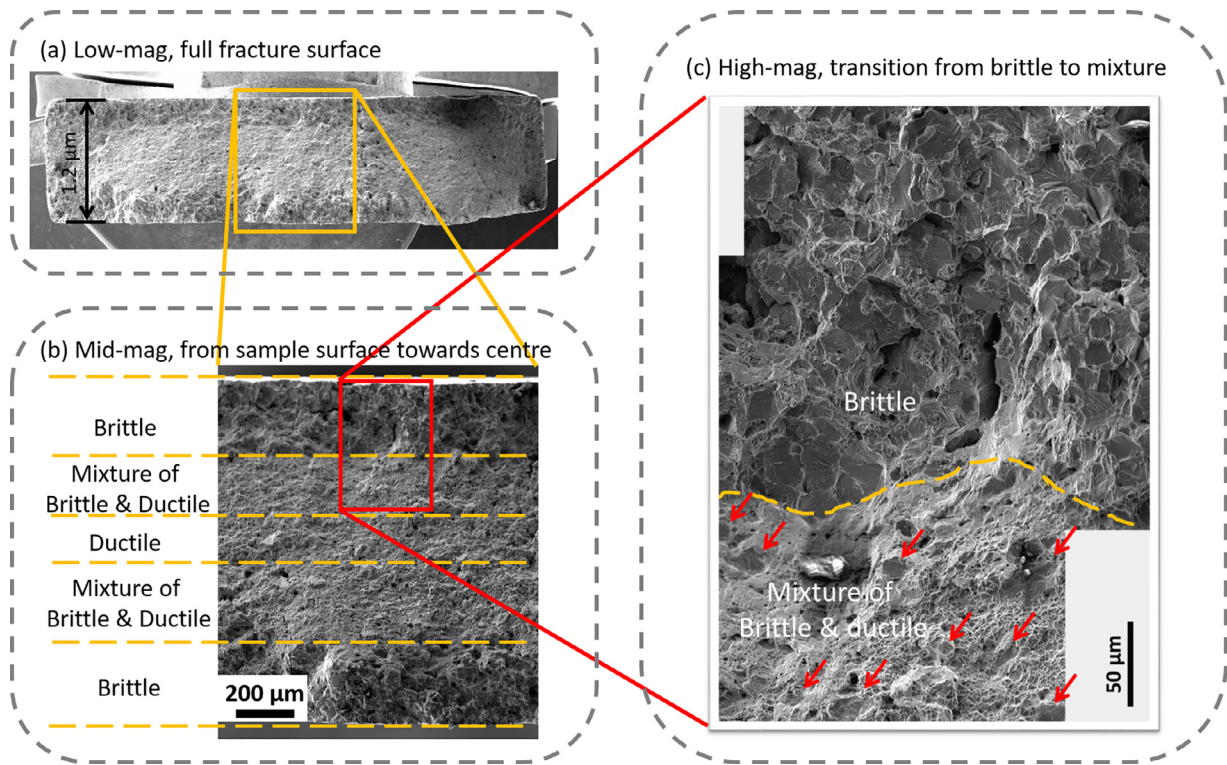 (a) Low-mag, full fracture surface
1.2 μm
(b) Mid-mag, from sample surface towards centre
Brittle
Mixture of
Brittle & Ductile
Ductile
Mixture of
Brittle & Ductile
Brittle
200 μm
(c) High-mag, transition from brittle to mixture
Brittle
Mixture of
Brittle & ductile
50 μm